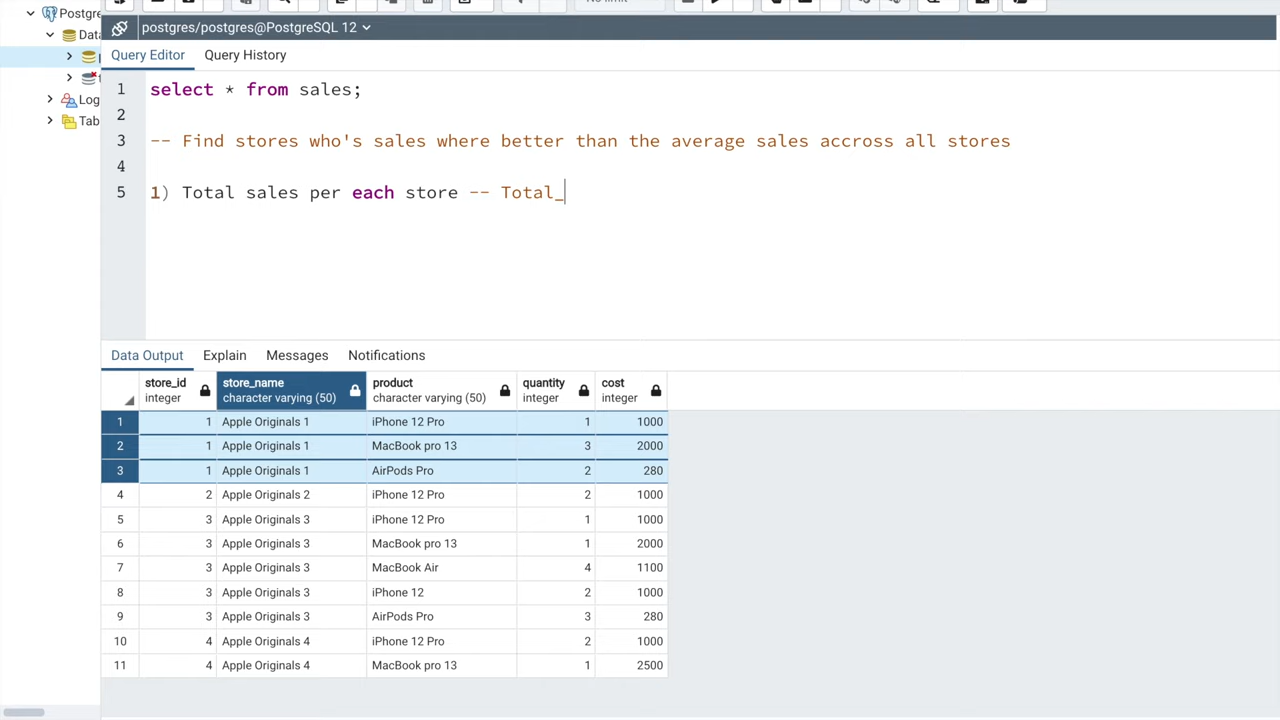 Postgre
postgres/postgres@PostgreSQL 12
Data
Query Editor Query History
Log
Tab
1 select * from sales;
2
3 -- Find stores who's sales where better than the average sales accross all stores
4
5 1) Total sales per each store -- Total_
Data Output Explain Messages Notifications
store_id integer store_name character varying (50) product character varying (50) quantity integer cost integer
1 1 Apple Originals 1 iPhone 12 Pro 1 1000
2 1 Apple Originals 1 MacBook pro 13 3 2000
3 1 Apple Originals 1 AirPods Pro 2 280
4 2 Apple Originals 2 iPhone 12 Pro 2 1000
5 3 Apple Originals 3 iPhone 12 Pro 1 1000
6 3 Apple Originals 3 MacBook pro 13 1 2000
7 3 Apple Originals 3 MacBook Air 4 1100
8 3 Apple Originals 3 iPhone 12 2 1000
9 3 Apple Originals 3 AirPods Pro 3 280
10 4 Apple Originals 4 iPhone 12 Pro 2 1000
11 4 Apple Originals 4 MacBook pro 13 1 2500